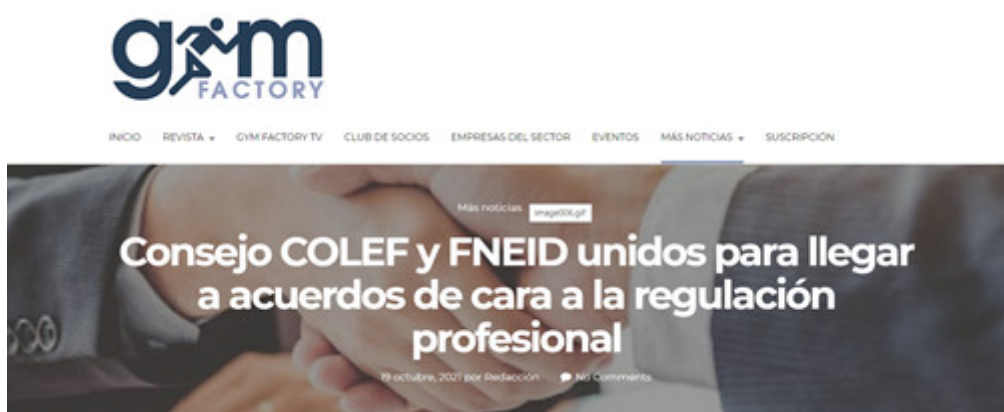 gym
FACTORY
INICIO REVISTA GYM FACTORY TV CLUB DE SOCIOS EMPRESAS DEL SECTOR EVENTOS MÁS NOTICIAS SUSCRIPCIÓN
Más noticias image006.gif
Consejo COLEF y FNEID unidos para llegar
a acuerdos de cara a la regulación
profesional
19 octubre, 2021 por Redacción No Comments